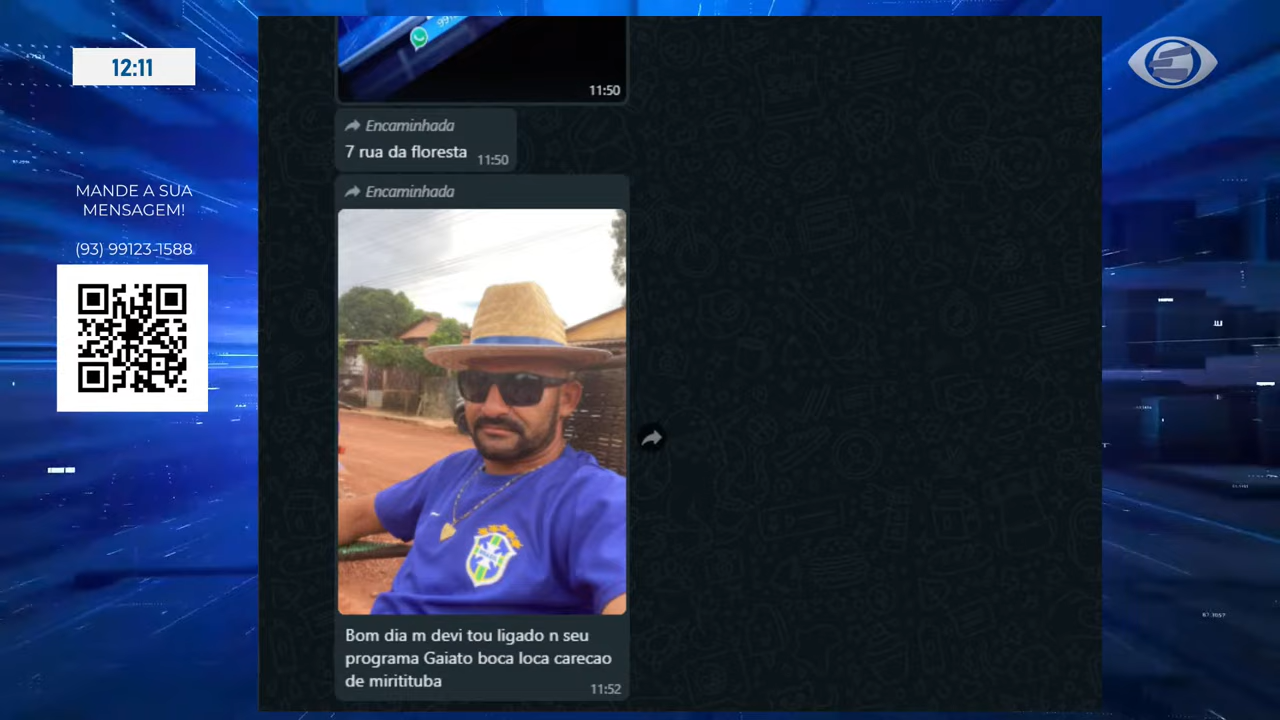 12:11
MANDE A SUA
MENSAGEM!
(93) 99123-1588
11:50
Encaminhada
7 rua da floresta 11:50
Encaminhada
Bom dia m devi tou ligado n seu
programa Gaiato boca loca carecao
de miritituba
11:52